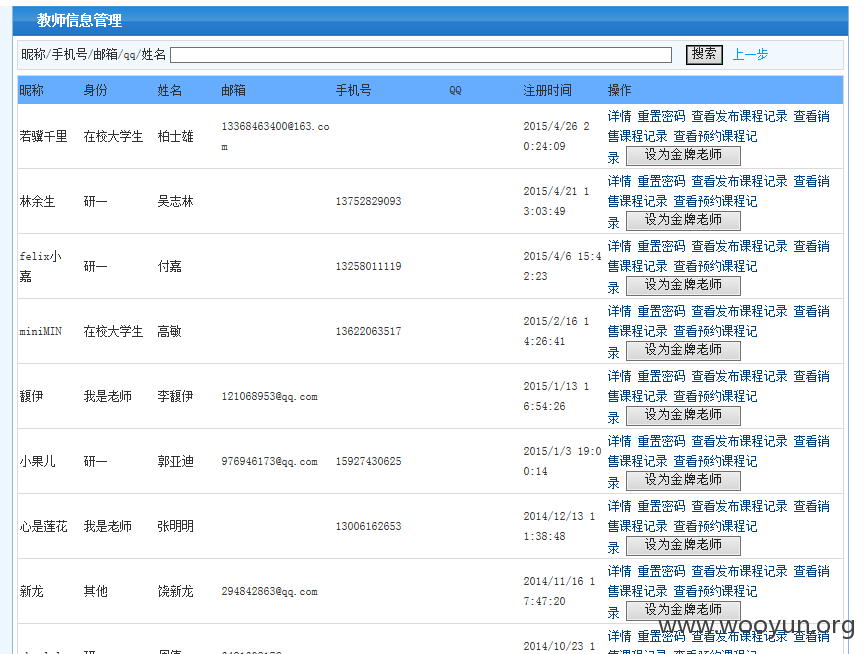 教师信息管理
昵称/手机号/邮箱/qq/姓名 搜索 上一步
昵称 身份 姓名 邮箱 手机号 QQ 注册时间 操作
若骥千里 在校大学生 柏士雄 13368463400@163.co
m 2015/4/26 2
0:24:09 详情 重置密码 查看发布课程记录 查看销
售课程记录 查看预约课程记
录 设为金牌老师
林余生 研一 吴志林 13752829093 2015/4/21 1
3:03:49 详情 重置密码 查看发布课程记录 查看销
售课程记录 查看预约课程记
录 设为金牌老师
felix小
嘉 研一 付嘉 13258011119 2015/4/6 15:4
2:23 详情 重置密码 查看发布课程记录 查看销
售课程记录 查看预约课程记
录 设为金牌老师
miniMIN 在校大学生 高敏 13622063517 2015/2/16 1
4:26:41 详情 重置密码 查看发布课程记录 查看销
售课程记录 查看预约课程记
录 设为金牌老师
馥伊 我是老师 李馥伊 121068953@qq.com 2015/1/13 1
6:54:26 详情 重置密码 查看发布课程记录 查看销
售课程记录 查看预约课程记
录 设为金牌老师
小果儿 研一 郭亚迪 976946173@qq.com 15927430625 2015/1/3 19:0
0:14 详情 重置密码 查看发布课程记录 查看销
售课程记录 查看预约课程记
录 设为金牌老师
心是莲花 我是老师 张明明 13006162653 2014/12/13 1
1:38:48 详情 重置密码 查看发布课程记录 查看销
售课程记录 查看预约课程记
录 设为金牌老师
新龙 其他 饶新龙 294842863@qq.com 2014/11/16 1
7:47:20 详情 重置密码 查看发布课程记录 查看销
售课程记录 查看预约课程记
录 设为金牌老师
2014/10/23 1 详情 重置密码 查看发布课程记录 查看销
www.wooyun.org